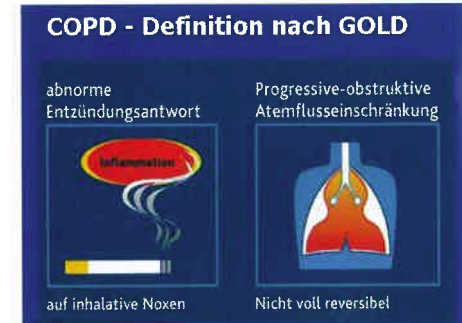 COPD - Definition nach GOLD
abnorme
Entzündungsantwort
Inflammation
auf inhalative Noxen
Progressive-obstruktive
Atemflusseinschränkung
Nicht voll reversibel